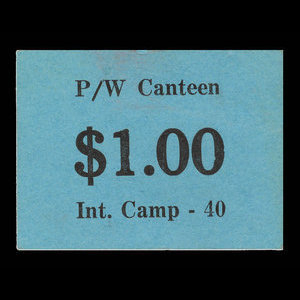 P/W Canteen
$1.00
Int. Camp - 40